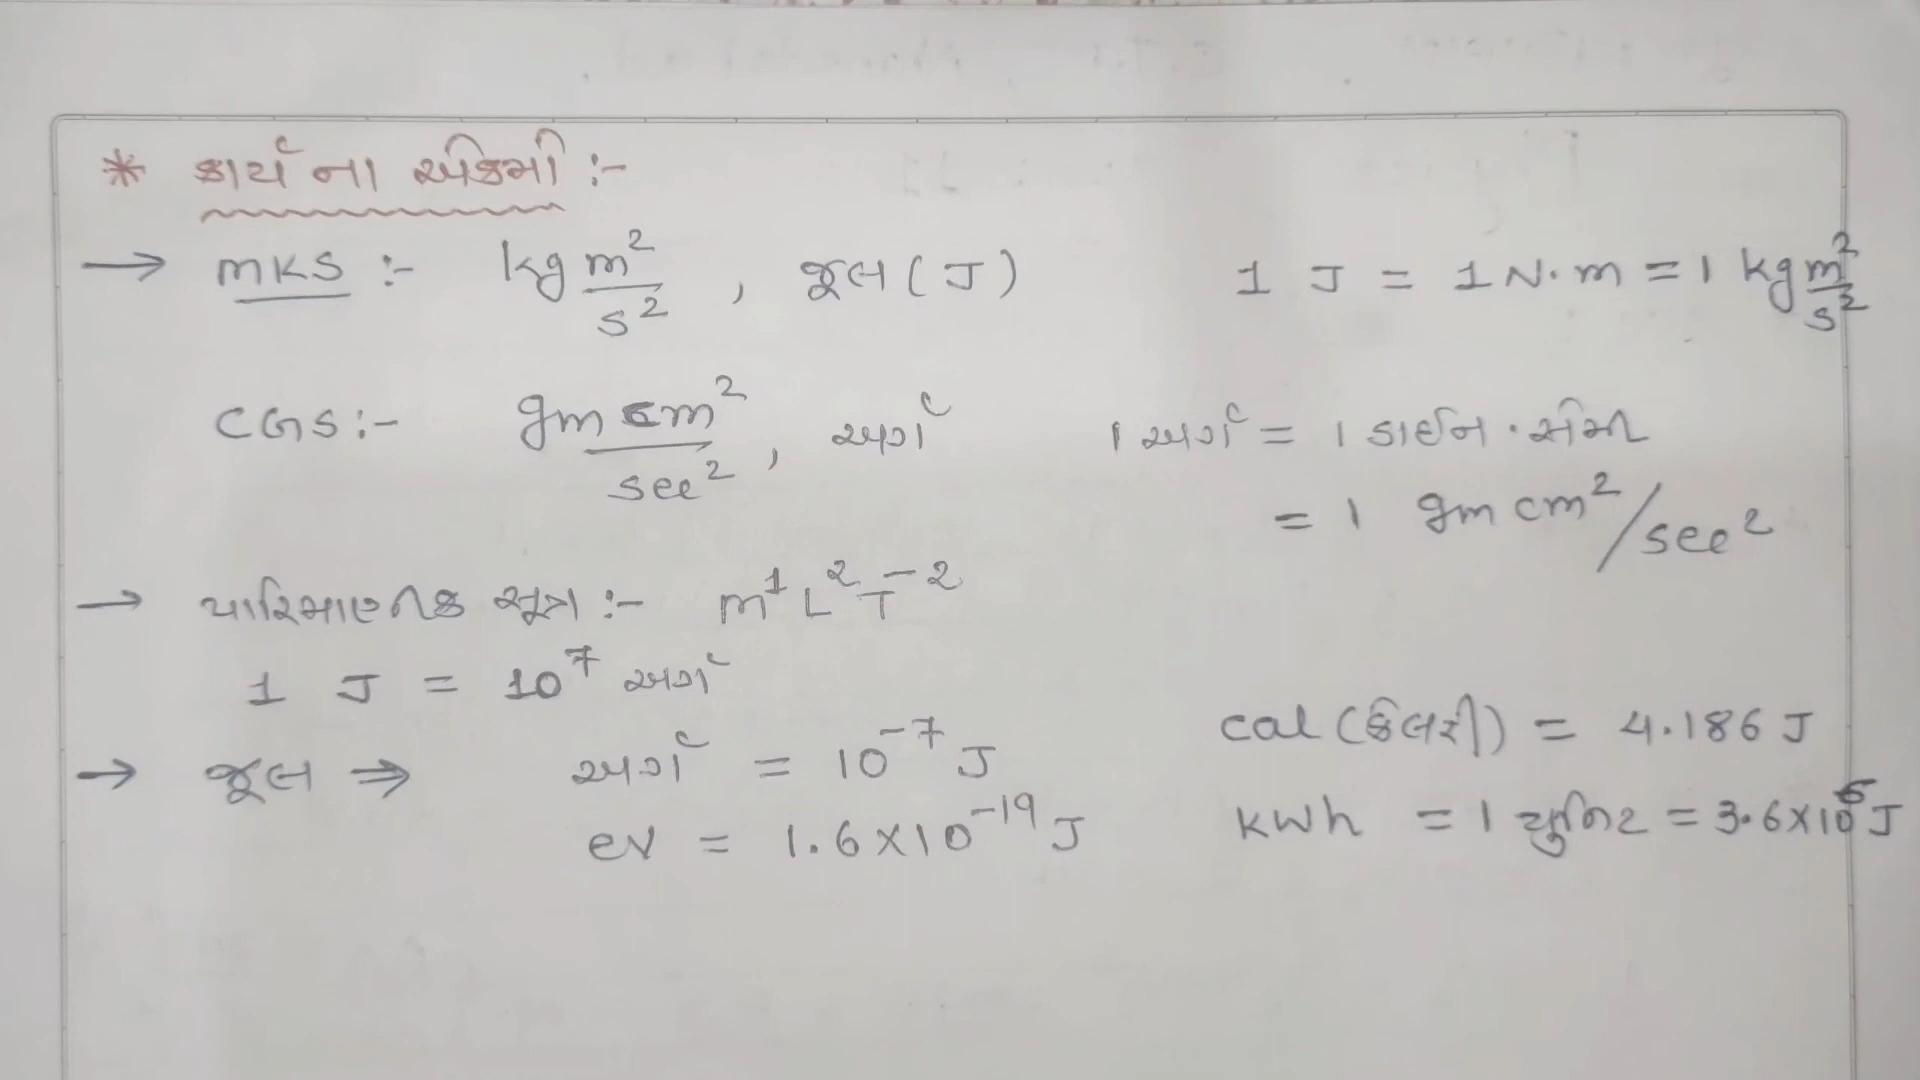 * કાર્ય ના એકમો :-
→ MKS :- kg m²/s² , જૂલ (J) 1 J = 1 N·m = 1 kg m²/s²
CGS :- gm cm²/sec² , અર્ગ 1 અર્ગ = 1 ડાઈન · સેમી
= 1 gm cm²/sec²
→ પારિમાણિક સૂત્ર :- M¹ L² T⁻²
1 J = 10⁷ અર્ગ
→ જૂલ ⇒ અર્ગ = 10⁻⁷ J cal (કેલરી) = 4.186 J
eV = 1.6 × 10⁻¹⁹ J kWh = 1 યુનિટ = 3.6 × 10⁶ J